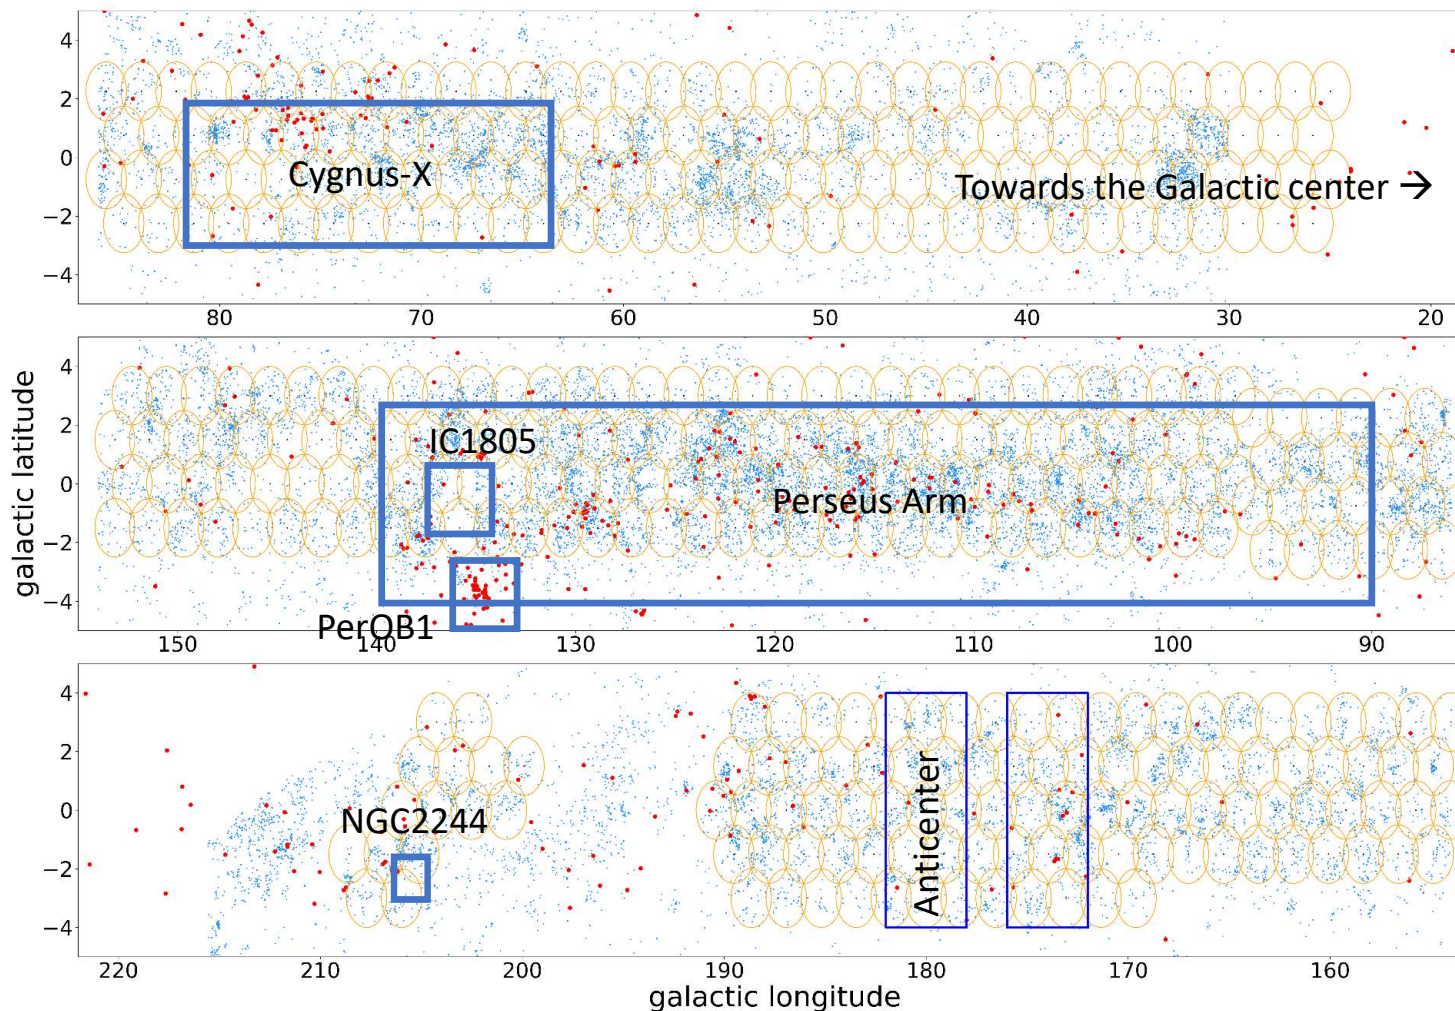 4
2
0
−2
−4
Cygnus-X
Towards the Galactic center →
80 70 60 50 40 30 20
galactic latitude
4
2
0
−2
−4
IC1805
Perseus Arm
PerOB1
150 140 130 120 110 100 90
4
2
0
−2
−4
NGC2244
Anticenter
220 210 200 190 180 170 160
galactic longitude